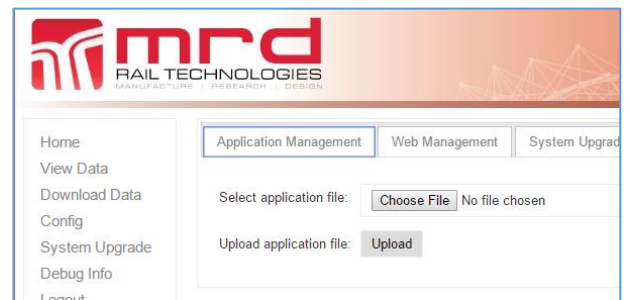 mrd
RAIL TECHNOLOGIES
MANUFACTURE | RESEARCH | DESIGN
Home
View Data
Download Data
Config
System Upgrade
Debug Info
Logout
Application Management
Web Management
System Upgrad
Select application file:
Choose File No file chosen
Upload application file:
Upload